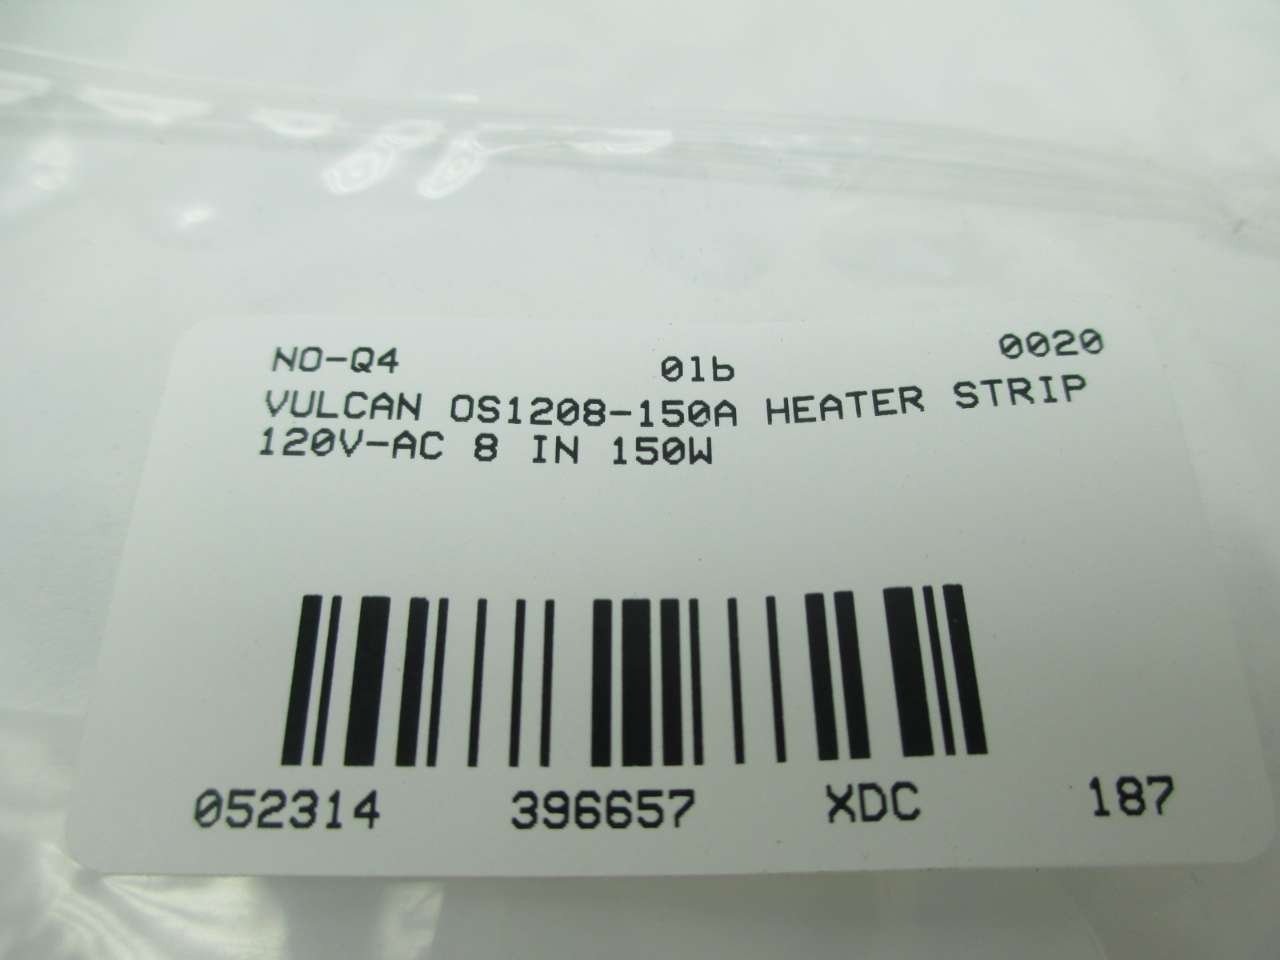 NO-Q4 01b 0020
VULCAN OS1208-150A HEATER STRIP
120V-AC 8 IN 150W
052314 396657 XDC 187